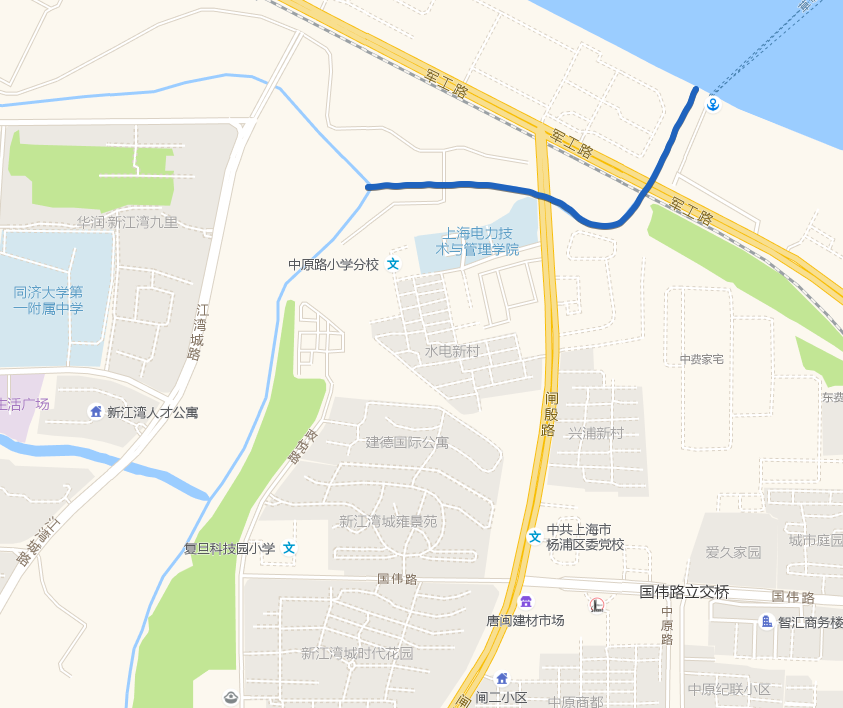 军工路
军工路
军工路
华润·新江湾九里
上海电力技
术与管理学院
中原路小学分校
同济大学第
一附属中学
江湾城路
水电新村
中费家宅
生活广场
新江湾人才公寓
闸殷路
兴浦新村
东费
政悦路
建德国际公寓
新江湾城雍景苑
江湾城路
复旦科技园小学
中共上海市
杨浦区委党校
爱久家园
城市庭园
国伟路
国伟路立交桥
国伟路
中原路
唐闽建材市场
智汇商务楼
新江湾城时代花园
闸二小区
中原商都
中原纪联小区
闸